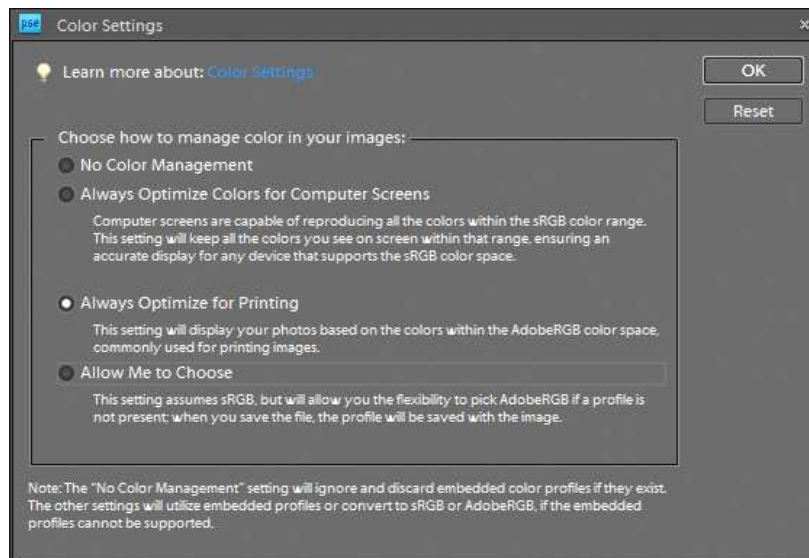 pse Color Settings x
Learn more about: Color Settings
OK
Reset
Choose how to manage color in your images:
No Color Management
Always Optimize Colors for Computer Screens
Computer screens are capable of reproducing all the colors within the sRGB color range.
This setting will keep all the colors you see on screen within that range, ensuring an
accurate display for any device that supports the sRGB color space.
Always Optimize for Printing
This setting will display your photos based on the colors within the AdobeRGB color space,
commonly used for printing images.
Allow Me to Choose
This setting assumes sRGB, but will allow you the flexibility to pick AdobeRGB if a profile is
not present; when you save the file, the profile will be saved with the image.
Note: The "No Color Management" setting will ignore and discard embedded color profiles if they exist.
The other settings will utilize embedded profiles or convert to sRGB or AdobeRGB, if the embedded
profiles cannot be supported.